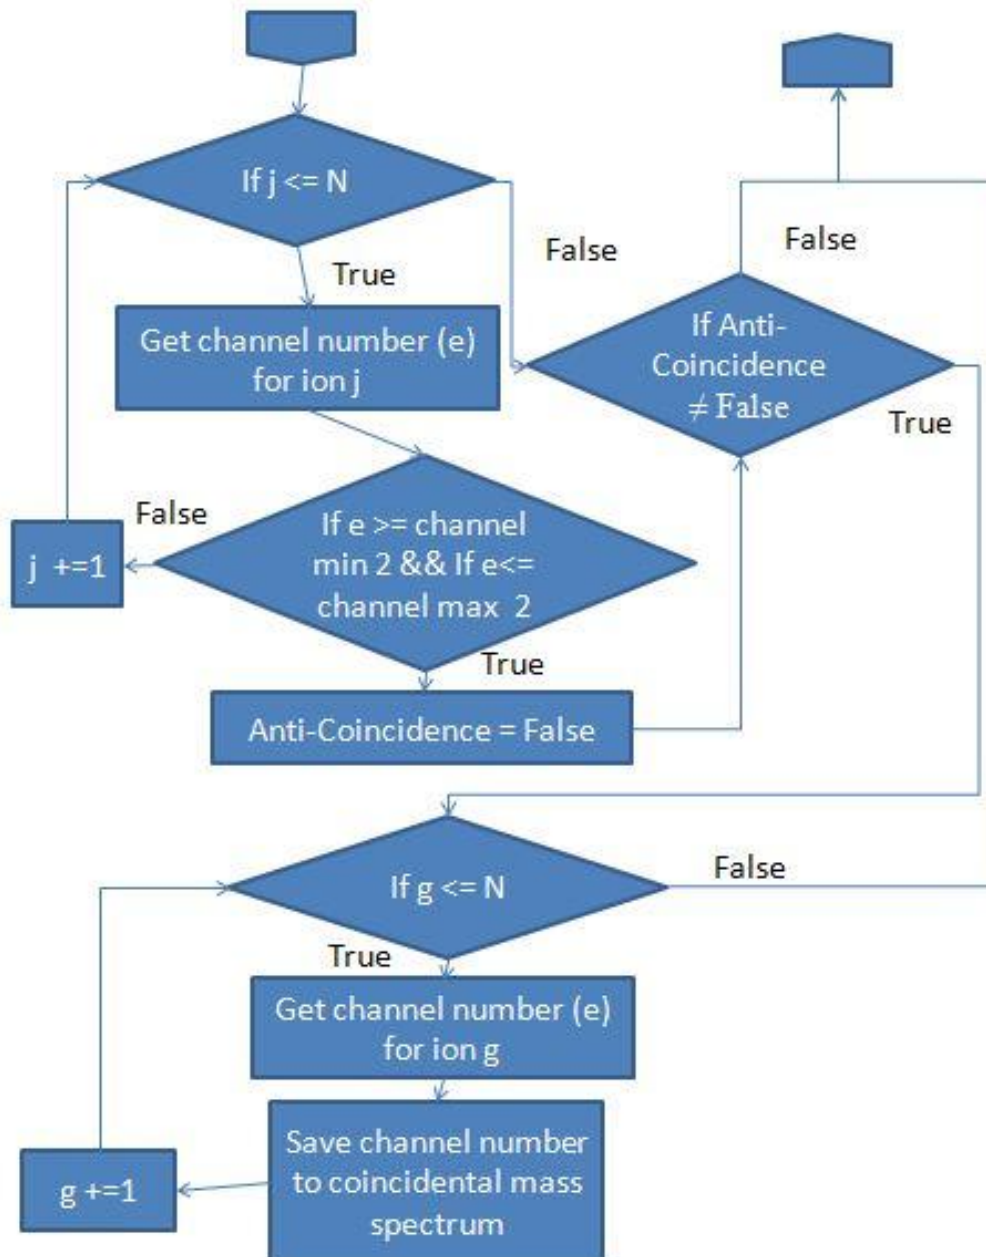 If j <= N
True
False
Get channel number (e)
for ion j
If Anti-
Coincidence
≠ False
False
True
If e >= channel
min 2 && If e<=
channel max 2
False
j +=1
True
Anti-Coincidence = False
If g <= N
False
True
Get channel number (e)
for ion g
Save channel number
to coincidental mass
spectrum
g +=1